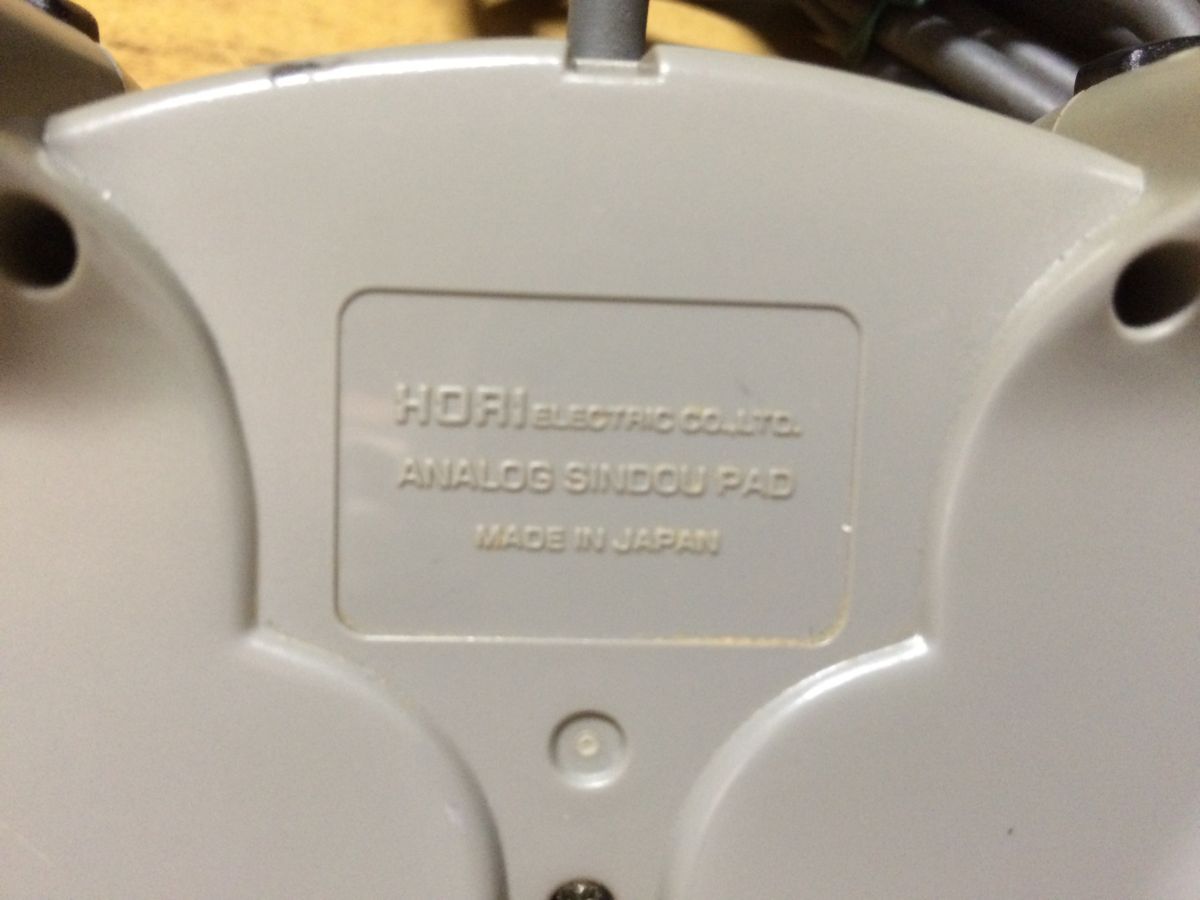 HORI ELECTRIC CO.,LTD.
ANALOG SINDOU PAD
MADE IN JAPAN